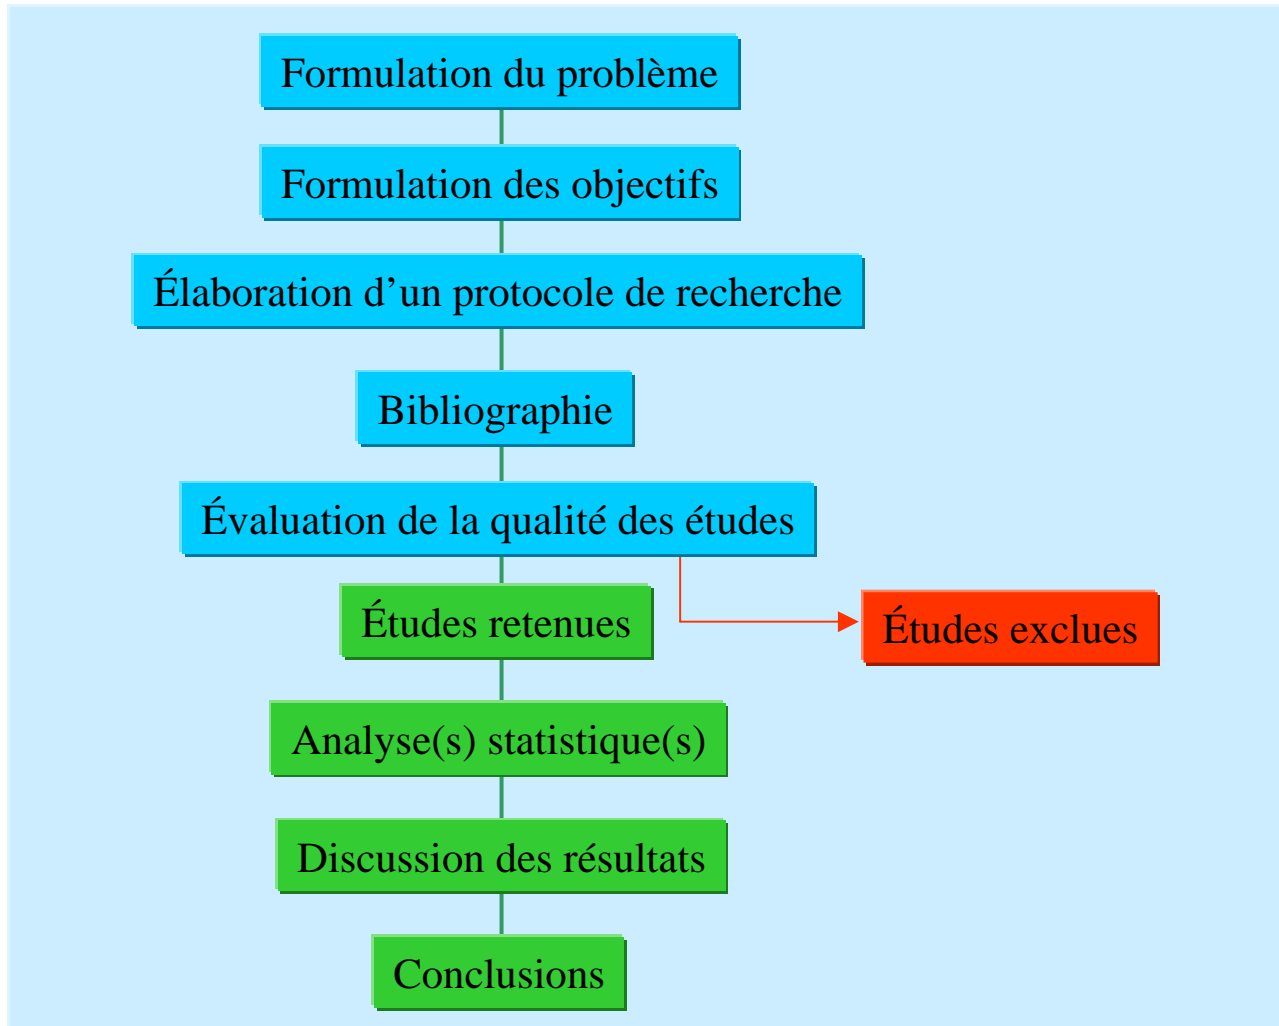 Formulation du problème
Formulation des objectifs
Élaboration d’un protocole de recherche
Bibliographie
Évaluation de la qualité des études
Études retenues
Études exclues
Analyse(s) statistique(s)
Discussion des résultats
Conclusions